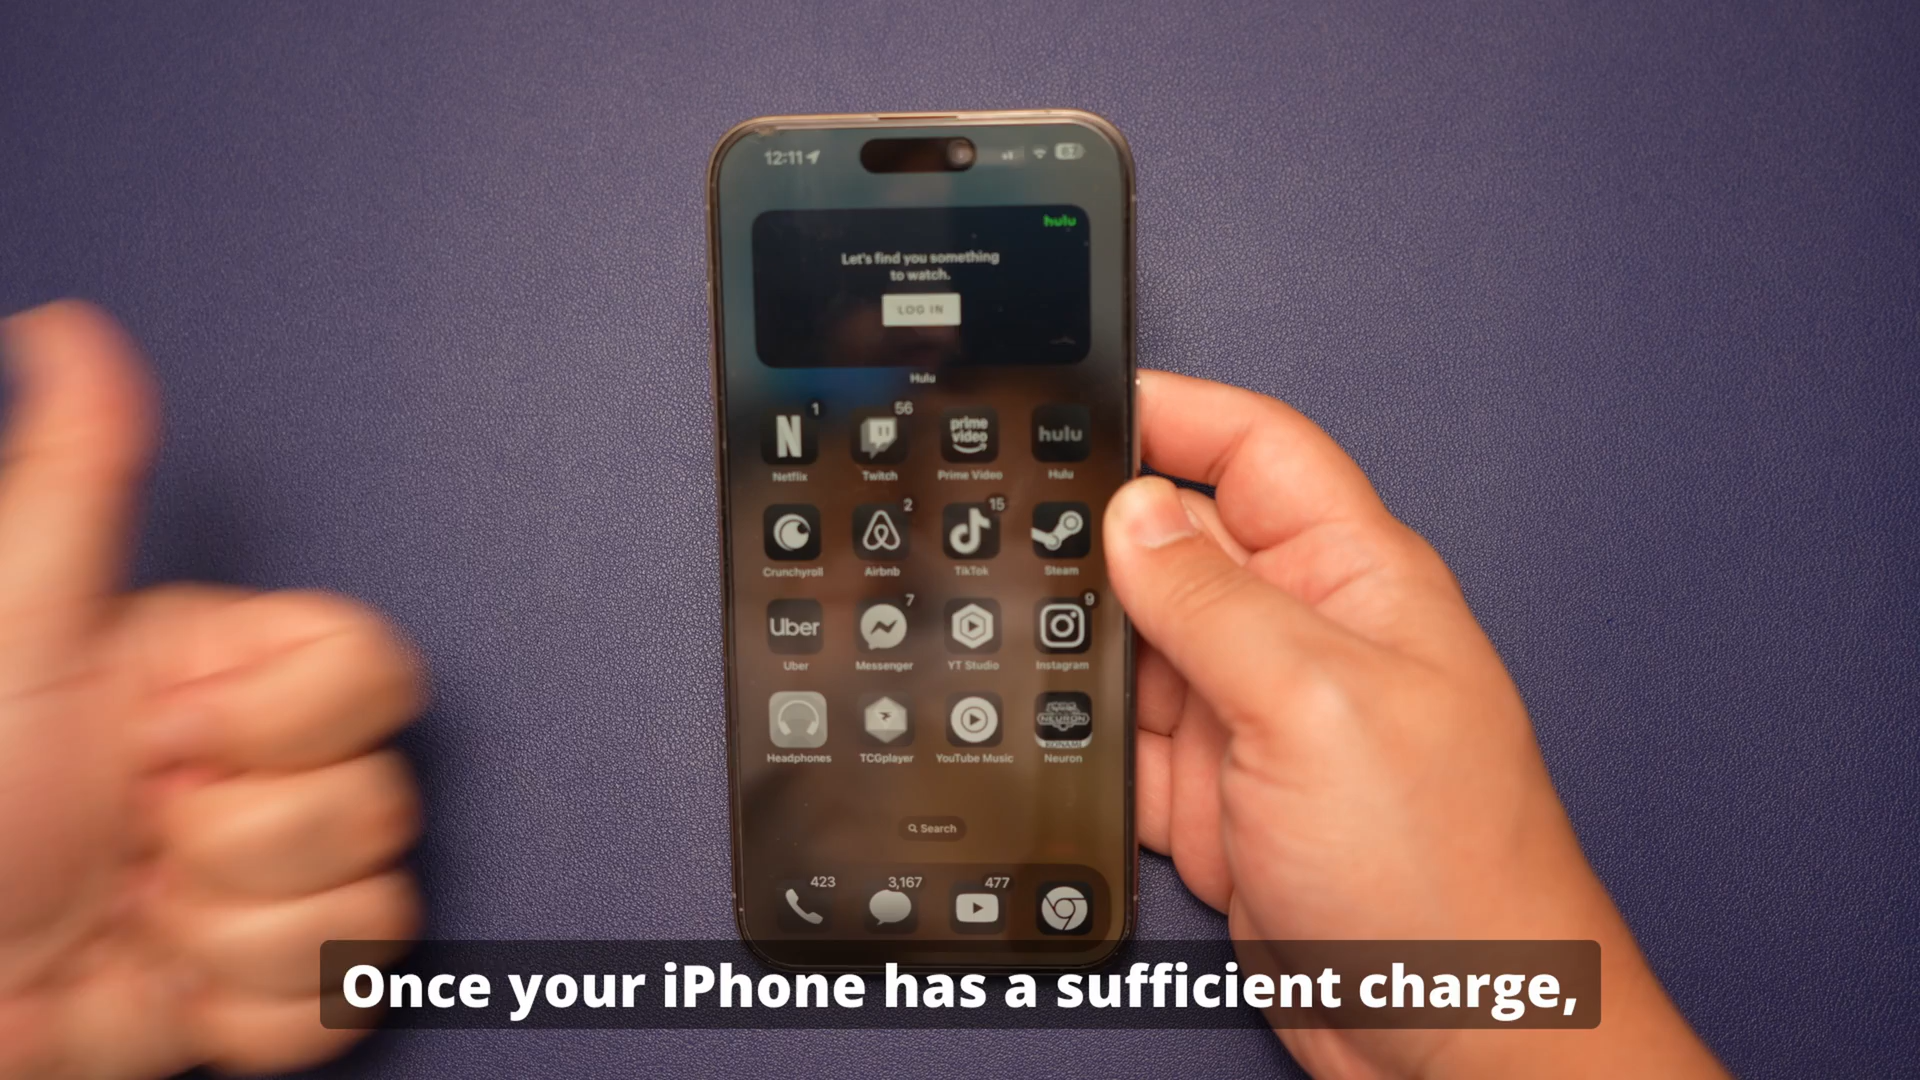 12:11
hulu
Let's find you something
to watch.
LOG IN
Hulu
1
56
N
prime
video
hulu
Netflix
Twitch
Prime Video
Hulu
2
15
Crunchyroll
Airbnb
TikTok
Steam
7
9
Uber
Uber
Messenger
YT Studio
Instagram
NEURON
KONAMI
Headphones
TCGplayer
YouTube Music
Neuron
Search
423
3,167
477
Once your iPhone has a sufficient charge,